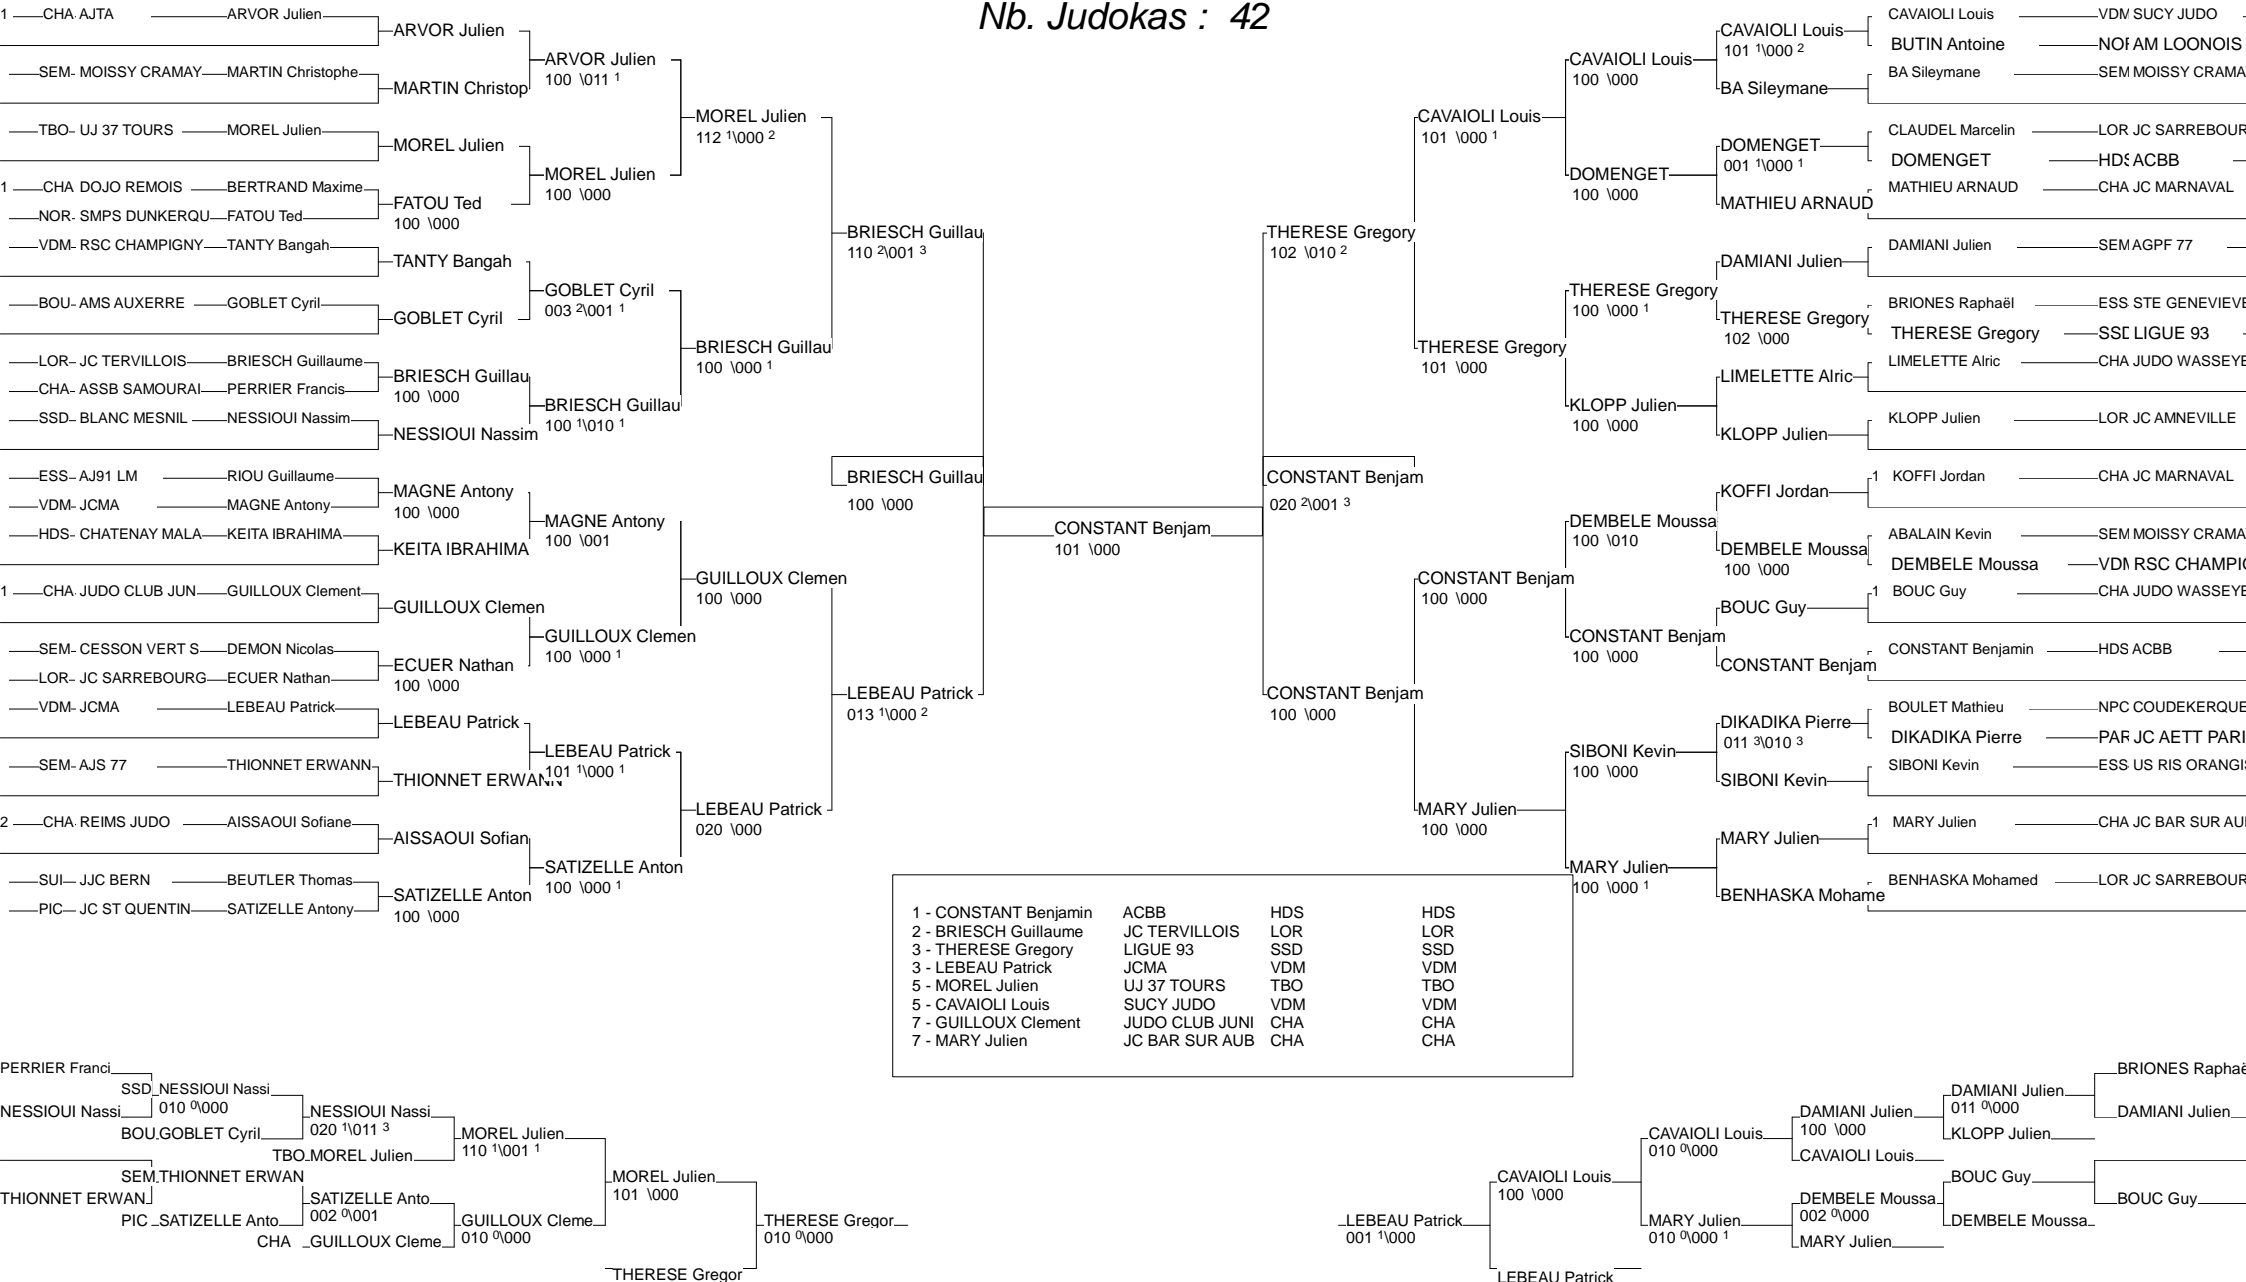 Nb. Judokas : 42
1 CHA AJTA ARVOR Julien
SEM MOISSY CRAMAY MARTIN Christophe
TBO UJ 37 TOURS MOREL Julien
1 CHA DOJO REMOIS BERTRAND Maxime
NOR SMPS DUNKERQU FATOU Ted
VDM RSC CHAMPIGNY TANTY Bangah
BOU AMS AUXERRE GOBLET Cyril
LOR JC TERVILLOIS BRIESCH Guillaume
CHA ASSB SAMOURAI PERRIER Francis
SSD BLANC MESNIL NESSIOUI Nassim
ESS AJ91 LM RIOU Guillaume
VDM JCMA MAGNE Antony
HDS CHATENAY MALA KEITA IBRAHIMA
1 CHA JUDO CLUB JUN GUILLOUX Clement
SEM CESSON VERT S DEMON Nicolas
LOR JC SARREBOURG ECUER Nathan
VDM JCMA LEBEAU Patrick
SEM AJS 77 THIONNET ERWANN
2 CHA REIMS JUDO AISSAOUI Sofiane
SUI JJC BERN BEUTLER Thomas
PIC JC ST QUENTIN SATIZELLE Antony
ARVOR Julien
MARTIN Christop
MOREL Julien
FATOU Ted
100 \000
TANTY Bangah
GOBLET Cyril
BRIESCH Guillau
100 \000
NESSIOUI Nassim
MAGNE Antony
100 \000
KEITA IBRAHIMA
GUILLOUX Clemen
ECUER Nathan
100 \000
LEBEAU Patrick
THIONNET ERWANN
AISSAOUI Sofian
SATIZELLE Anton
100 \000
ARVOR Julien
100 \011 1
MOREL Julien
100 \000
GOBLET Cyril
003 2\001 1
BRIESCH Guillau
100 1\010 1
MAGNE Antony
100 \001
GUILLOUX Clemen
100 \000 1
LEBEAU Patrick
101 1\000 1
SATIZELLE Anton
100 \000 1
MOREL Julien
112 1\000 2
BRIESCH Guillau
100 \000 1
GUILLOUX Clemen
100 \000
LEBEAU Patrick
020 \000
BRIESCH Guillau
110 2\001 3
BRIESCH Guillau
100 \000
LEBEAU Patrick
013 1\000 2
CONSTANT Benjam
101 \000
THERESE Gregory
102 \010 2
CONSTANT Benjam
020 2\001 3
CONSTANT Benjam
100 \000
CAVAIOLI Louis
101 \000 1
THERESE Gregory
101 \000
CONSTANT Benjam
100 \000
MARY Julien
100 \000
CAVAIOLI Louis
100 \000
DOMENGET
100 \000
THERESE Gregory
100 \000 1
KLOPP Julien
100 \000
DEMBELE Moussa
100 \010
CONSTANT Benjam
100 \000
SIBONI Kevin
100 \000
MARY Julien
100 \000 1
CAVAIOLI Louis
101 1\000 2
BA Sileymane
DOMENGET
001 1\000 1
MATHIEU ARNAUD
DAMIANI Julien
THERESE Gregory
102 \000
LIMELETTE Alric
KLOPP Julien
KOFFI Jordan
DEMBELE Moussa
100 \000
BOUC Guy
CONSTANT Benjam
DIKADIKA Pierre
011 3\010 3
SIBONI Kevin
MARY Julien
BENHASKA Mohame
CAVAIOLI Louis VDM SUCY JUDO
BUTIN Antoine NOR AM LOONOIS
BA Sileymane SEM MOISSY CRAMA
CLAUDEL Marcelin LOR JC SARREBOUR
DOMENGET HDS ACBB
MATHIEU ARNAUD CHA JC MARNAVAL
DAMIANI Julien SEM AGPF 77
BRIONES Raphaël ESS STE GENEVIEVE
THERESE Gregory SSD LIGUE 93
LIMELETTE Alric CHA JUDO WASSEYE
KLOPP Julien LOR JC AMNEVILLE
1 KOFFI Jordan CHA JC MARNAVAL
ABALAIN Kevin SEM MOISSY CRAMA
DEMBELE Moussa VDM RSC CHAMPIG
1 BOUC Guy CHA JUDO WASSEYE
CONSTANT Benjamin HDS ACBB
BOULET Mathieu NPC COUDEKERQUE
DIKADIKA Pierre PAR JC AETT PARI
SIBONI Kevin ESS US RIS ORANGIS
1 MARY Julien CHA JC BAR SUR AU
BENHASKA Mohamed LOR JC SARREBOUR
1 - CONSTANT Benjamin ACBB HDS HDS
2 - BRIESCH Guillaume JC TERVILLOIS LOR LOR
3 - THERESE Gregory LIGUE 93 SSD SSD
3 - LEBEAU Patrick JCMA VDM VDM
5 - MOREL Julien UJ 37 TOURS TBO TBO
5 - CAVAIOLI Louis SUCY JUDO VDM VDM
7 - GUILLOUX Clement JUDO CLUB JUNI CHA CHA
7 - MARY Julien JC BAR SUR AUB CHA CHA
PERRIER Franci
NESSIOUI Nassi
THIONNET ERWAN
SSD NESSIOUI Nassi
010 0\000
BOU GOBLET Cyril
SEM THIONNET ERWAN
PIC SATIZELLE Anto
NESSIOUI Nassi
020 1\011 3
TBO MOREL Julien
SATIZELLE Anto
002 0\001
CHA GUILLOUX Cleme
MOREL Julien
110 1\001 1
GUILLOUX Cleme
010 0\000
MOREL Julien
101 \000
THERESE Gregor
THERESE Gregor
010 0\000
LEBEAU Patrick
001 1\000
CAVAIOLI Louis
100 \000
LEBEAU Patrick
CAVAIOLI Louis
010 0\000
MARY Julien
010 0\000 1
DAMIANI Julien
100 \000
CAVAIOLI Louis
DEMBELE Moussa
002 0\000
MARY Julien
DAMIANI Julien
011 0\000
KLOPP Julien
BOUC Guy
DEMBELE Moussa
BRIONES Raphaë
DAMIANI Julien
BOUC Guy